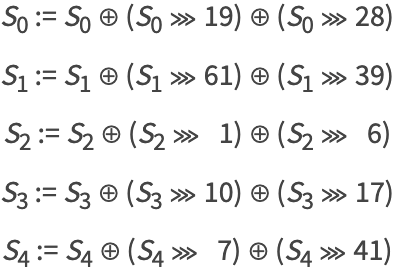 S₀ := S₀ ⊕ (S₀ ⋙ 19) ⊕ (S₀ ⋙ 28)
S₁ := S₁ ⊕ (S₁ ⋙ 61) ⊕ (S₁ ⋙ 39)
S₂ := S₂ ⊕ (S₂ ⋙ 1) ⊕ (S₂ ⋙ 6)
S₃ := S₃ ⊕ (S₃ ⋙ 10) ⊕ (S₃ ⋙ 17)
S₄ := S₄ ⊕ (S₄ ⋙ 7) ⊕ (S₄ ⋙ 41)